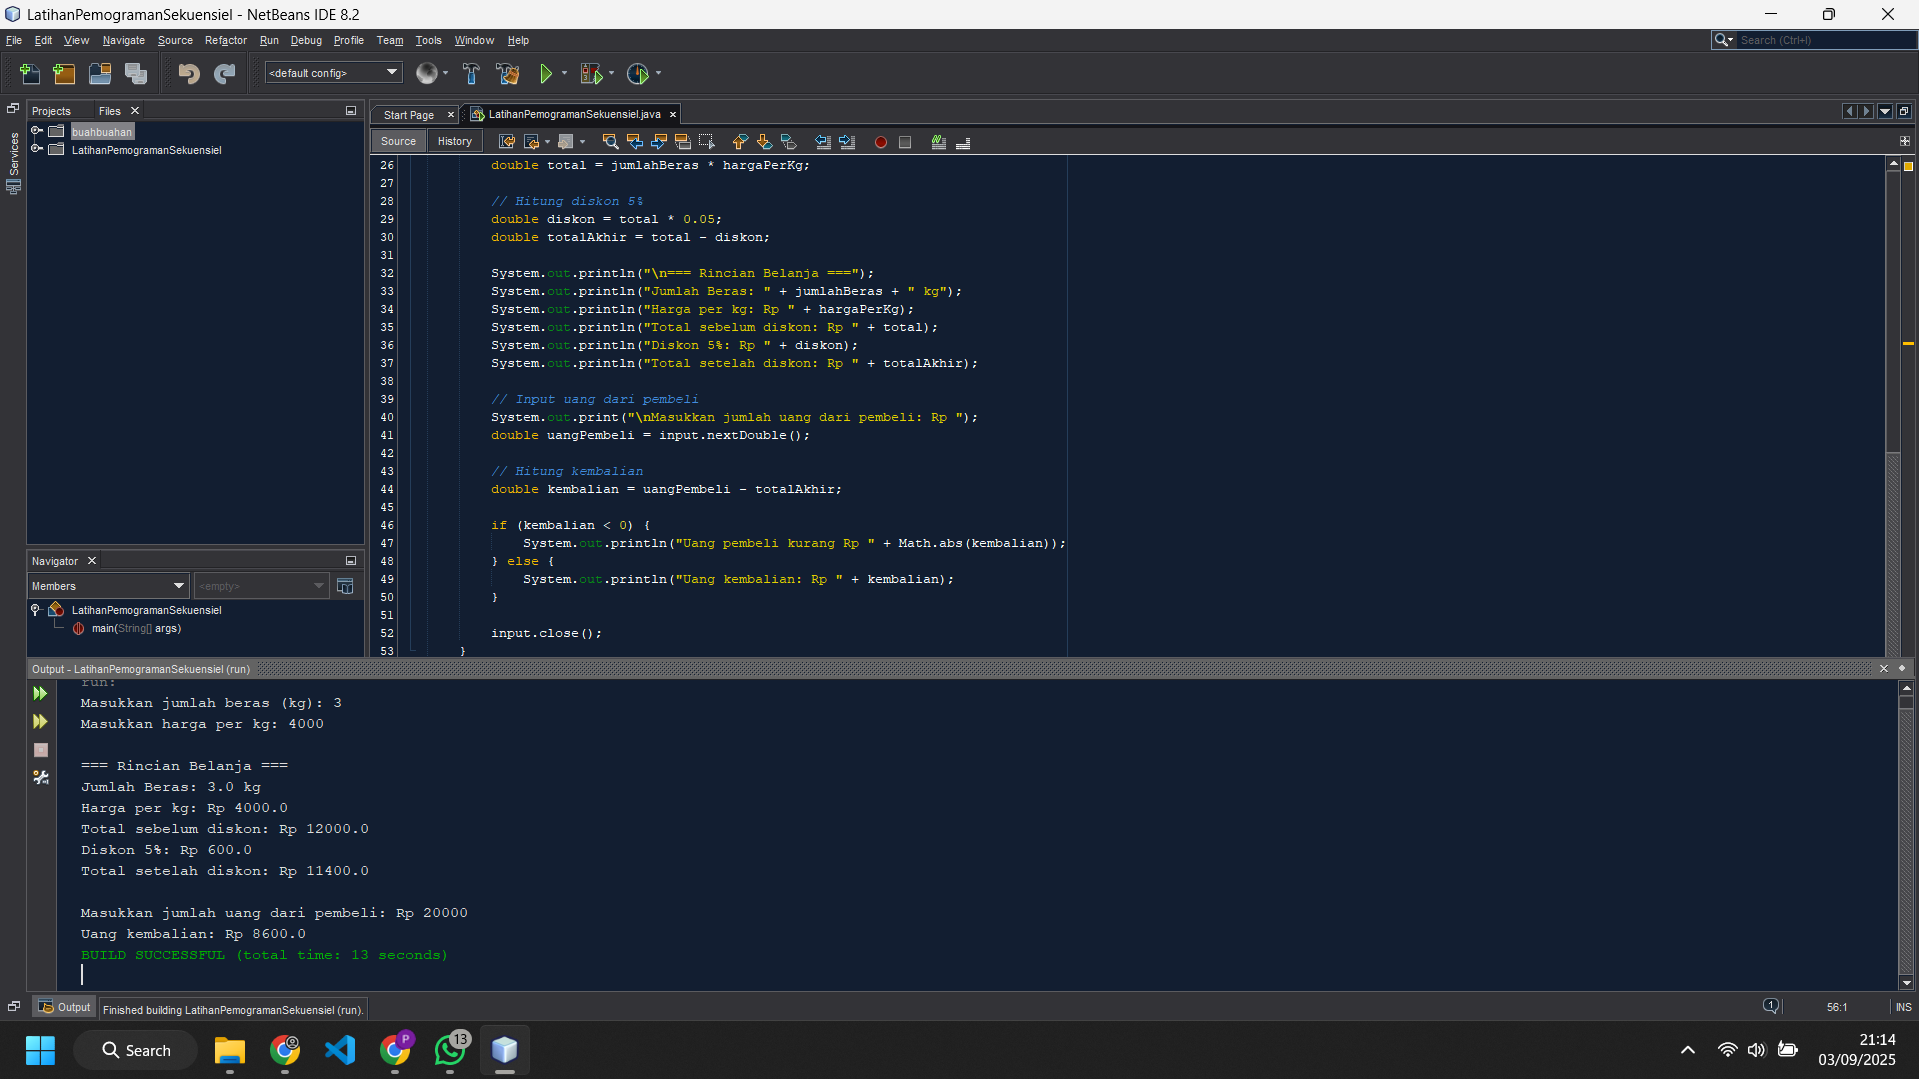 LatihanPemogramanSekuensiel - NetBeans IDE 8.2
File Edit View Navigate Source Refactor Run Debug Profile Team Tools Window Help
Search (Ctrl+I)
<default config>
Projects Files
Start Page LatihanPemogramanSekuensiel.java
Services
buahbuahan
LatihanPemogramanSekuensiel
Source History
26 double total = jumlahBeras * hargaPerKg;
27
28 // Hitung diskon 5%
29 double diskon = total * 0.05;
30 double totalAkhir = total - diskon;
31
32 System.out.println("\n=== Rincian Belanja ===");
33 System.out.println("Jumlah Beras: " + jumlahBeras + " kg");
34 System.out.println("Harga per kg: Rp " + hargaPerKg);
35 System.out.println("Total sebelum diskon: Rp " + total);
36 System.out.println("Diskon 5%: Rp " + diskon);
37 System.out.println("Total setelah diskon: Rp " + totalAkhir);
38
39 // Input uang dari pembeli
40 System.out.print("\nMasukkan jumlah uang dari pembeli: Rp ");
41 double uangPembeli = input.nextDouble();
42
43 // Hitung kembalian
44 double kembalian = uangPembeli - totalAkhir;
45
46 if (kembalian < 0) {
47 System.out.println("Uang pembeli kurang Rp " + Math.abs(kembalian));
48 } else {
49 System.out.println("Uang kembalian: Rp " + kembalian);
50 }
51
52 input.close();
53 }
Navigator
Members <empty>
LatihanPemogramanSekuensiel
main(String[] args)
Output - LatihanPemogramanSekuensiel (run)
run:
Masukkan jumlah beras (kg): 3
Masukkan harga per kg: 4000
=== Rincian Belanja ===
Jumlah Beras: 3.0 kg
Harga per kg: Rp 4000.0
Total sebelum diskon: Rp 12000.0
Diskon 5%: Rp 600.0
Total setelah diskon: Rp 11400.0
Masukkan jumlah uang dari pembeli: Rp 20000
Uang kembalian: Rp 8600.0
BUILD SUCCESSFUL (total time: 13 seconds)
Output Finished building LatihanPemogramanSekuensiel (run).
1 56:1 INS
Search
P
13
21:14
03/09/2025